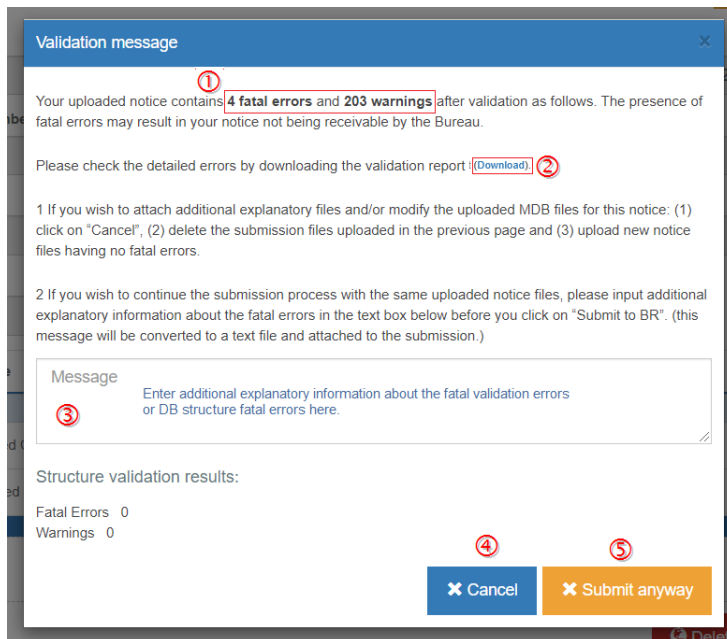 Validation message ×
①
Your uploaded notice contains 4 fatal errors and 203 warnings after validation as follows. The presence of
fatal errors may result in your notice not being receivable by the Bureau.
Please check the detailed errors by downloading the validation report (Download). ②
1 If you wish to attach additional explanatory files and/or modify the uploaded MDB files for this notice: (1)
click on “Cancel”, (2) delete the submission files uploaded in the previous page and (3) upload new notice
files having no fatal errors.
2 If you wish to continue the submission process with the same uploaded notice files, please input additional
explanatory information about the fatal errors in the text box below before you click on “Submit to BR”. (this
message will be converted to a text file and attached to the submission.)
Message
Enter additional explanatory information about the fatal validation errors
③ or DB structure fatal errors here.
Structure validation results:
Fatal Errors 0
Warnings 0
④ ⑤
✖ Cancel ✖ Submit anyway